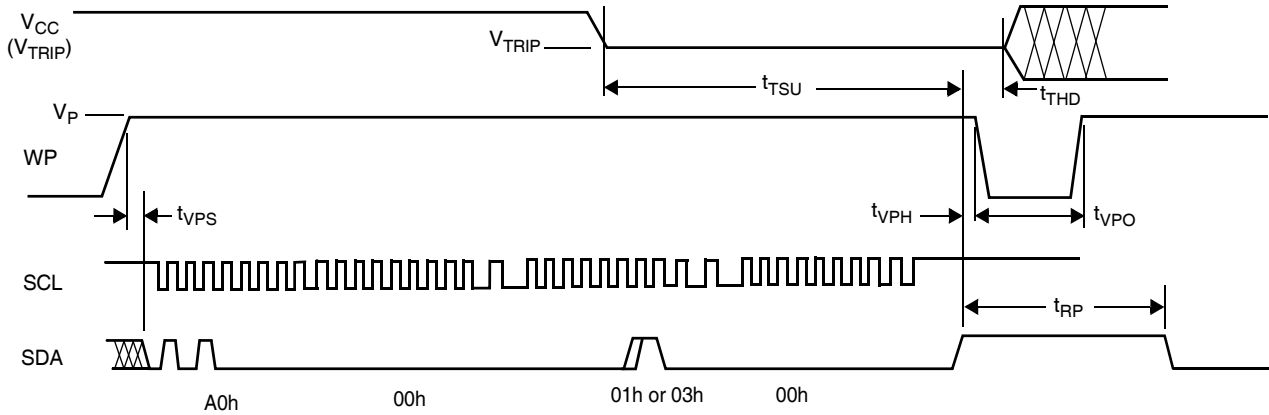 VCC
(VTRIP)
VTRIP
tTSU
tTHD
VP
WP
tVPS
tVPH
tVPO
SCL
tRP
SDA
A0h
00h
01h or 03h
00h